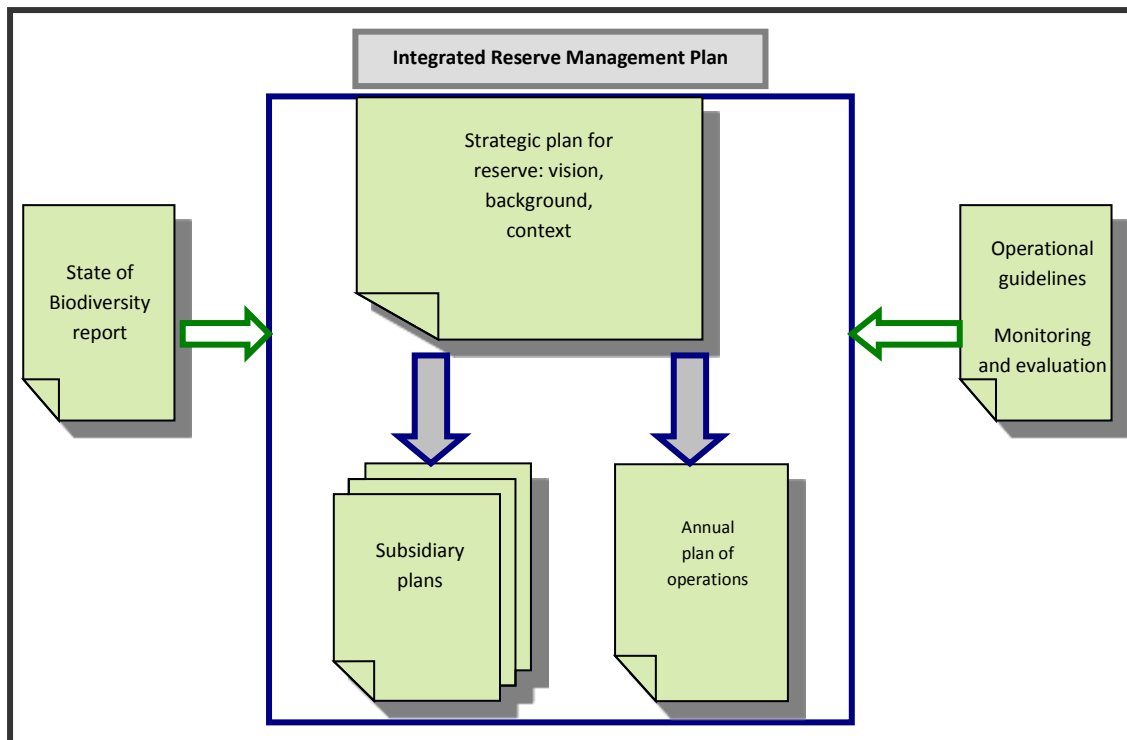 Integrated Reserve Management Plan
Strategic plan for
reserve: vision,
background,
context
State of
Biodiversity
report
Operational
guidelines
Monitoring
and evaluation
Subsidiary
plans
Annual
plan of
operations